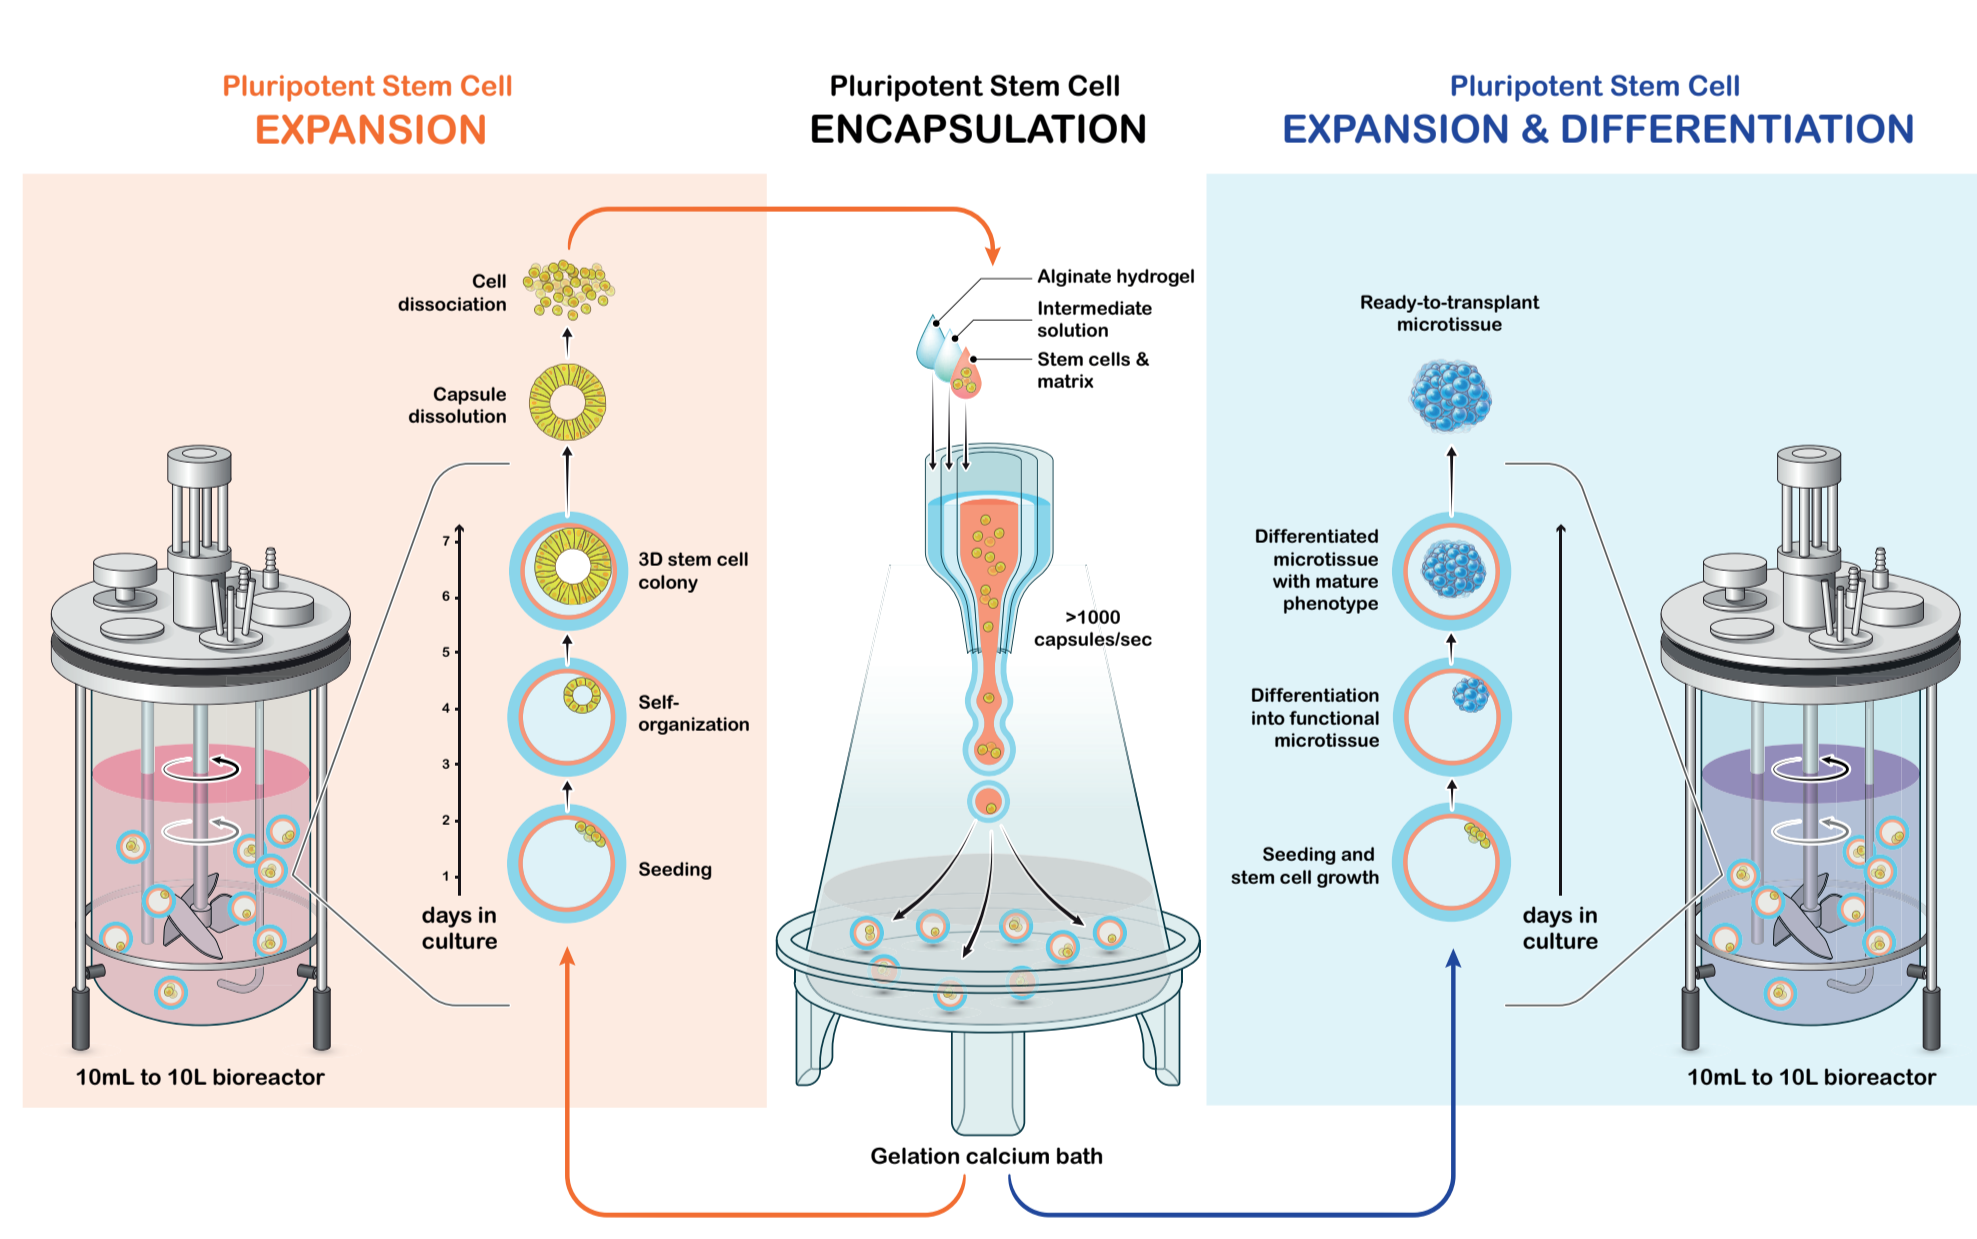 Pluripotent Stem Cell
EXPANSION
Cell
dissociation
Capsule
dissolution
7
6
5
4
3
2
1
days in
culture
3D stem cell
colony
Self-
organization
Seeding
10mL to 10L bioreactor
Pluripotent Stem Cell
ENCAPSULATION
Alginate hydrogel
Intermediate
solution
Stem cells &
matrix
>1000
capsules/sec
Gelation calcium bath
Pluripotent Stem Cell
EXPANSION & DIFFERENTIATION
Ready-to-transplant
microtissue
Differentiated
microtissue
with mature
phenotype
Differentiation
into functional
microtissue
Seeding and
stem cell growth
days in
culture
10mL to 10L bioreactor